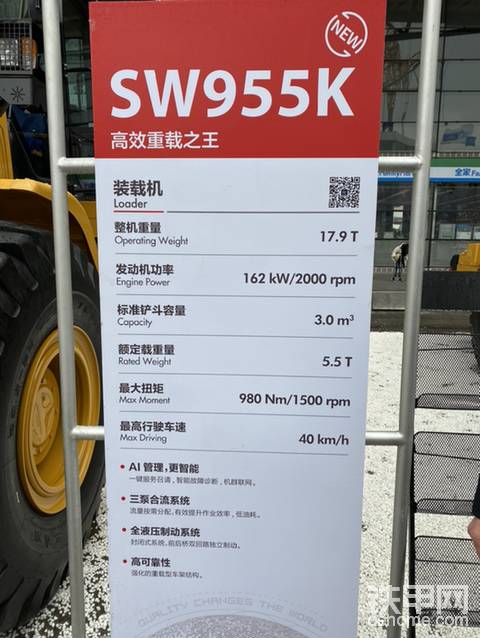 NEW
SW955K
高效重载之王
装载机
Loader
整机重量
Operating Weight
17.9 T
发动机功率
Engine Power
162 kW/2000 rpm
标准铲斗容量
Capacity
3.0 m³
额定载重量
Rated Weight
5.5 T
最大扭矩
Max Moment
980 Nm/1500 rpm
最高行驶车速
Max Driving
40 km/h
• AI 管理,更智能
一键服务召请,智能故障诊断,机群联网。
• 三泵合流系统
流量按需分配,有效提升作业效率,低油耗。
• 全液压制动系统
封闭式系统,前后桥双回路独立制动。
• 高可靠性
强化的重载型车架结构。
QUALITY CHANGES THE WORLD
全家 Fa
铁甲网
cehome.com